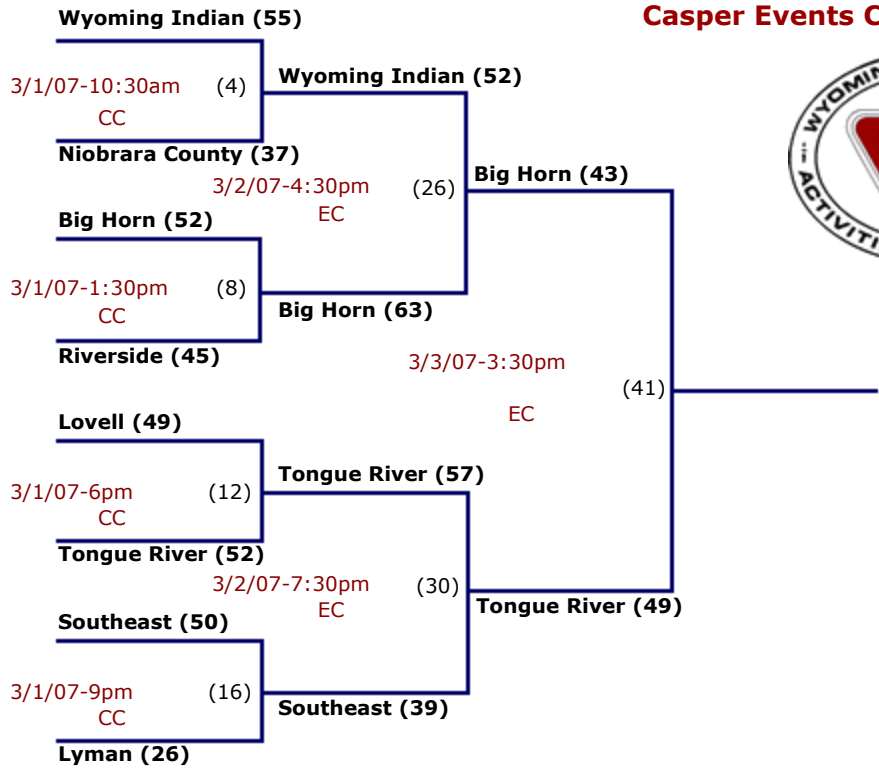 Casper Events C
Wyoming Indian (55)
3/1/07-10:30am (4)
CC
Niobrara County (37)
Wyoming Indian (52)
3/2/07-4:30pm (26)
EC
Big Horn (52)
3/1/07-1:30pm (8)
CC
Riverside (45)
Big Horn (63)
Big Horn (43)
3/3/07-3:30pm
(41)
EC
Lovell (49)
3/1/07-6pm (12)
CC
Tongue River (52)
Tongue River (57)
3/2/07-7:30pm (30)
EC
Southeast (50)
3/1/07-9pm (16)
CC
Lyman (26)
Southeast (39)
Tongue River (49)
WYOMIN
ACTIVITI